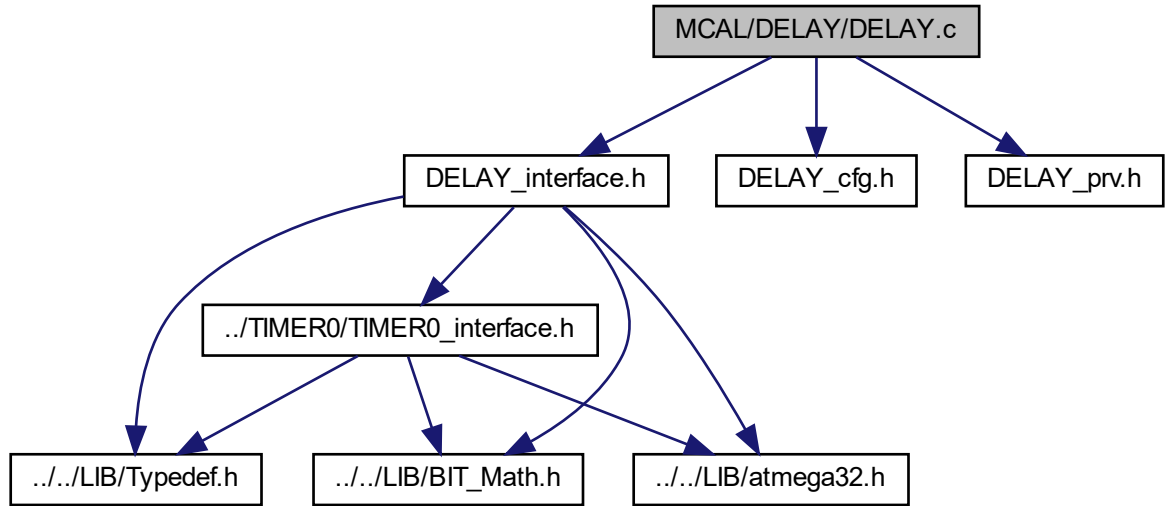 MCAL/DELAY/DELAY.c
DELAY_interface.h
DELAY_cfg.h
DELAY_prv.h
../TIMER0/TIMER0_interface.h
../../LIB/Typedef.h
../../LIB/BIT_Math.h
../../LIB/atmega32.h